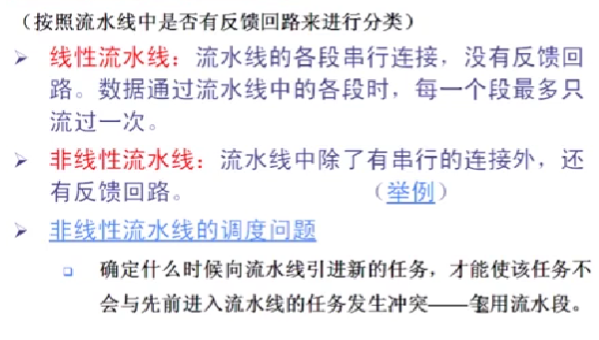 （按照流水线中是否有反馈回路来进行分类）
➢ 线性流水线：流水线的各段串行连接，没有反馈回
路。数据通过流水线中的各段时，每一个段最多只
流过一次。
➢ 非线性流水线：流水线中除了有串行的连接外，还
有反馈回路。 （举例）
➢ 非线性流水线的调度问题
确定什么时候向流水线引进新的任务，才能使该任务不
会与先前进入流水线的任务发生冲突——用流水段。